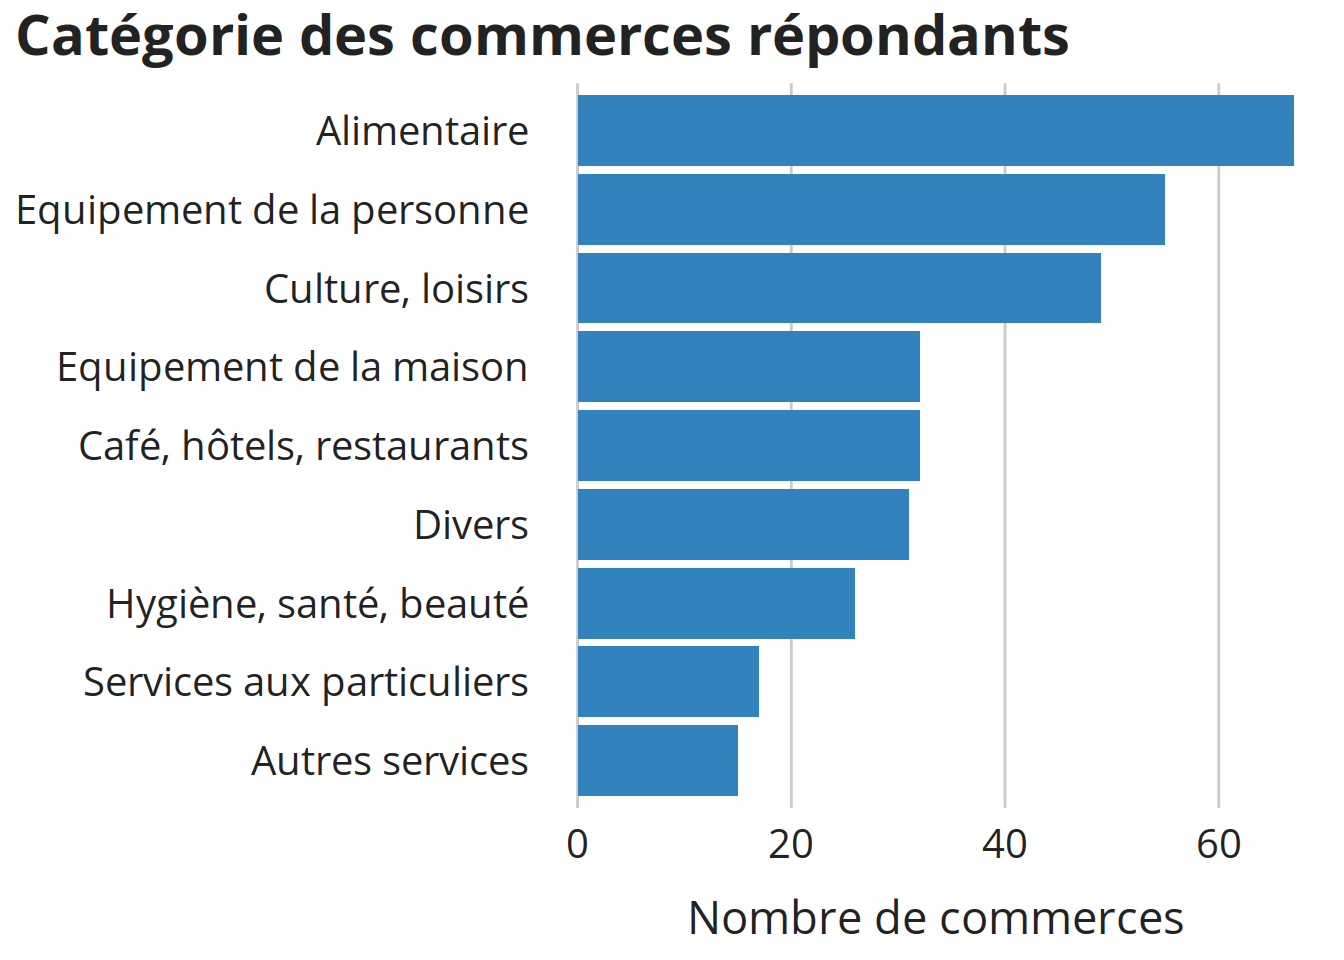 Catégorie des commerces répondants
Alimentaire
Equipement de la personne
Culture, loisirs
Equipement de la maison
Café, hôtels, restaurants
Divers
Hygiène, santé, beauté
Services aux particuliers
Autres services
0 20 40 60
Nombre de commerces